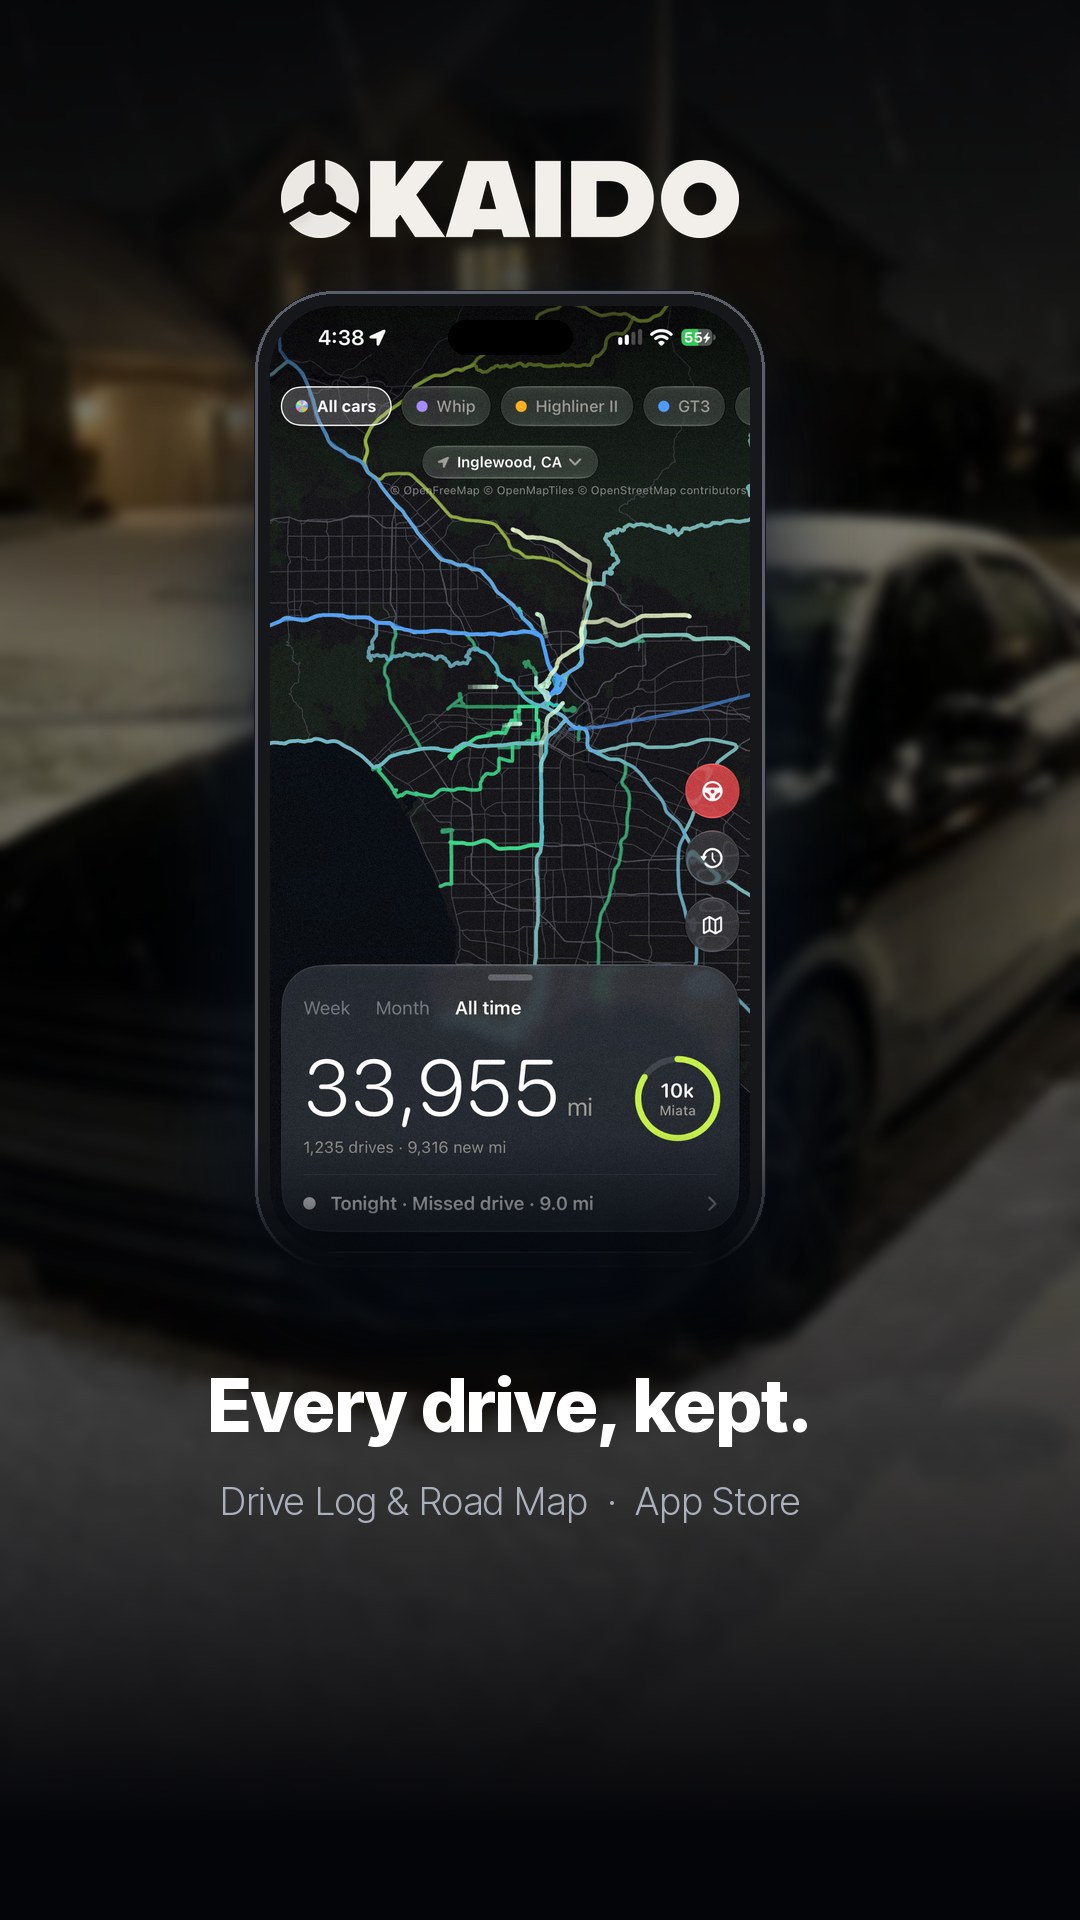 KAIDO
4:38 55
All cars Whip Highliner II GT3
Inglewood, CA
© OpenFreeMap © OpenMapTiles © OpenStreetMap contributors
Week Month All time
33,955 mi
10k
Miata
1,235 drives · 9,316 new mi
Tonight · Missed drive · 9.0 mi
Every drive, kept.
Drive Log & Road Map · App Store